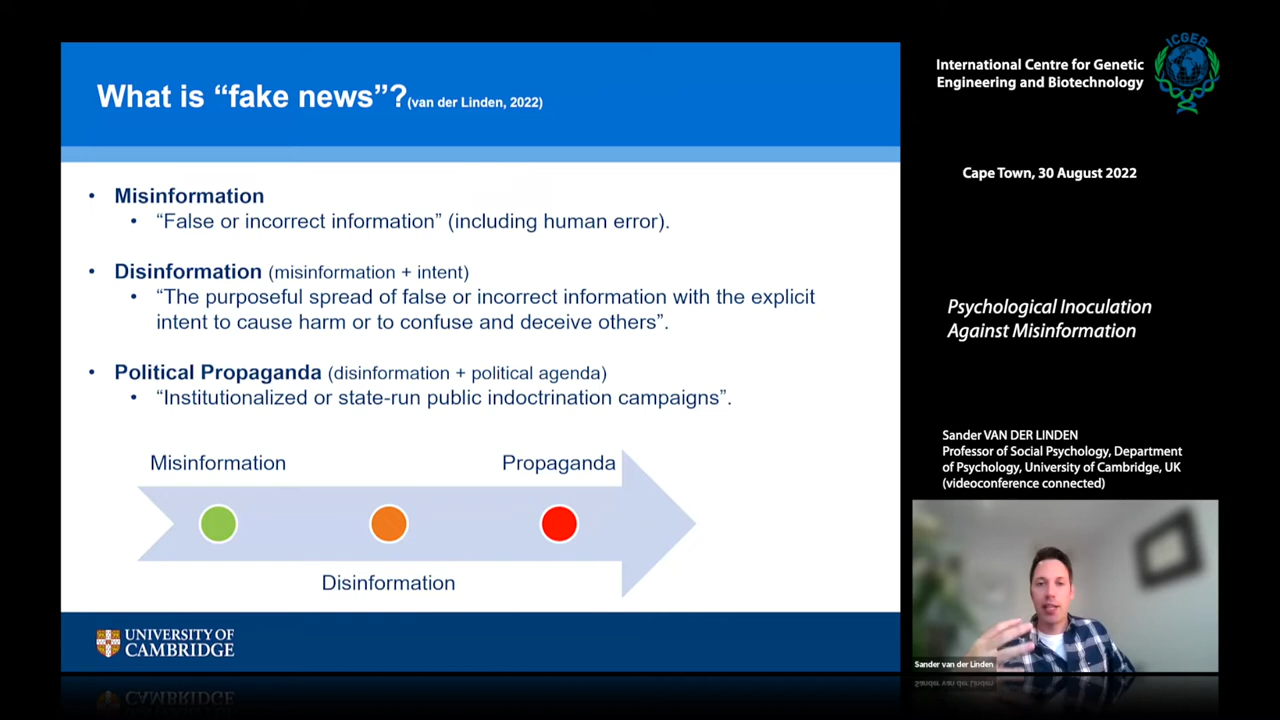 What is “fake news”?(van der Linden, 2022)
• Misinformation
• “False or incorrect information” (including human error).
• Disinformation (misinformation + intent)
• “The purposeful spread of false or incorrect information with the explicit
intent to cause harm or to confuse and deceive others”.
• Political Propaganda (disinformation + political agenda)
• “Institutionalized or state-run public indoctrination campaigns”.
Misinformation
Propaganda
Disinformation
UNIVERSITY OF
CAMBRIDGE
International Centre for Genetic
Engineering and Biotechnology
ICGEB
Cape Town, 30 August 2022
Psychological Inoculation
Against Misinformation
Sander VAN DER LINDEN
Professor of Social Psychology, Department
of Psychology, University of Cambridge, UK
(videoconference connected)
Sander van der Linden